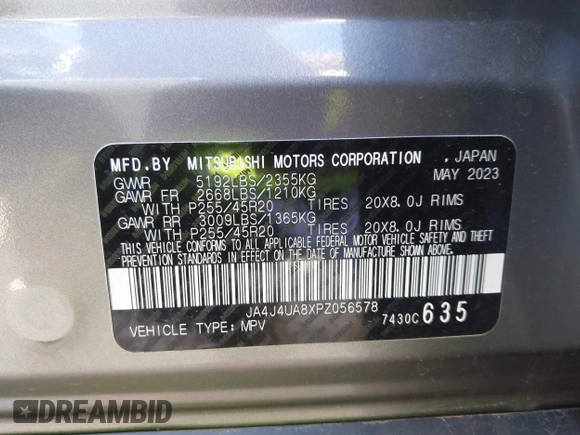 MFD.BY MITSUBISHI MOTORS CORPORATION , JAPAN
GVWR 5192LBS/2355KG MAY 2023
GAWR FR 2668LBS/1210KG
WITH P255/45R20 TIRES 20X8.0J RIMS
GAWR RR 3009LBS/1365KG
WITH P255/45R20 TIRES 20X8.0J RIMS
THIS VEHICLE CONFORMS TO ALL APPLICABLE FEDERAL MOTOR VEHICLE SAFETY AND THEFT
PREVENTION STANDARDS IN EFFECT ON THE DATE OF MANUFACTURE SHOWN ABOVE.
JA4J4UA8XPZ056578
VEHICLE TYPE: MPV 7430C 635
DREAMBID